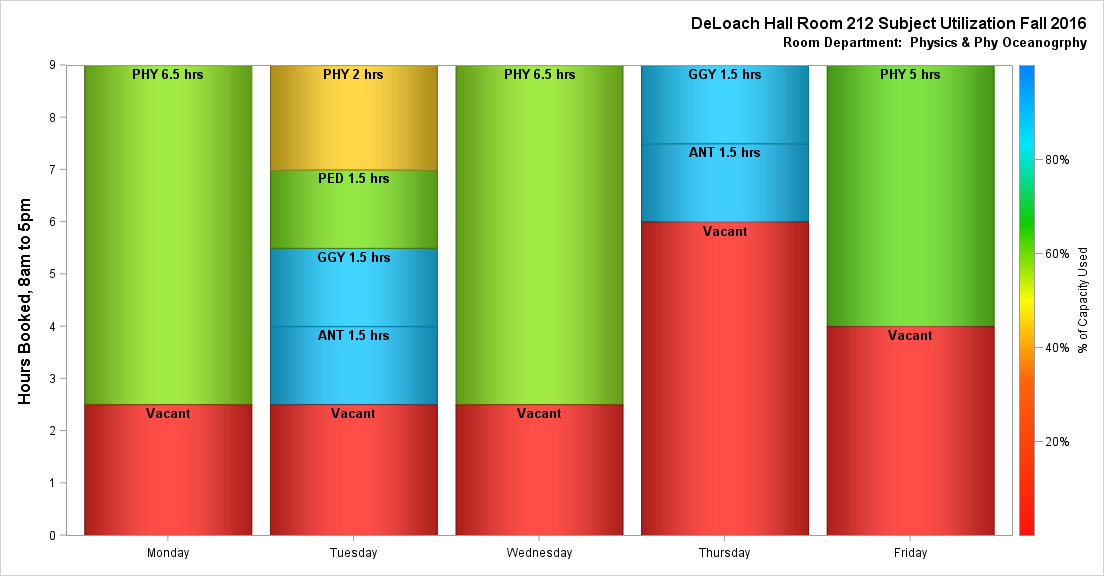 DeLoach Hall Room 212 Subject Utilization Fall 2016
Room Department:  Physics & Phy Oceanogrphy
Hours Booked, 8am to 5pm
9
8
7
6
5
4
3
2
1
0
PHY 6.5 hrs
Vacant
PHY 2 hrs
PED 1.5 hrs
GGY 1.5 hrs
ANT 1.5 hrs
Vacant
PHY 6.5 hrs
Vacant
GGY 1.5 hrs
ANT 1.5 hrs
Vacant
PHY 5 hrs
Vacant
Monday
Tuesday
Wednesday
Thursday
Friday
80%
60%
40%
20%
% of Capacity Used